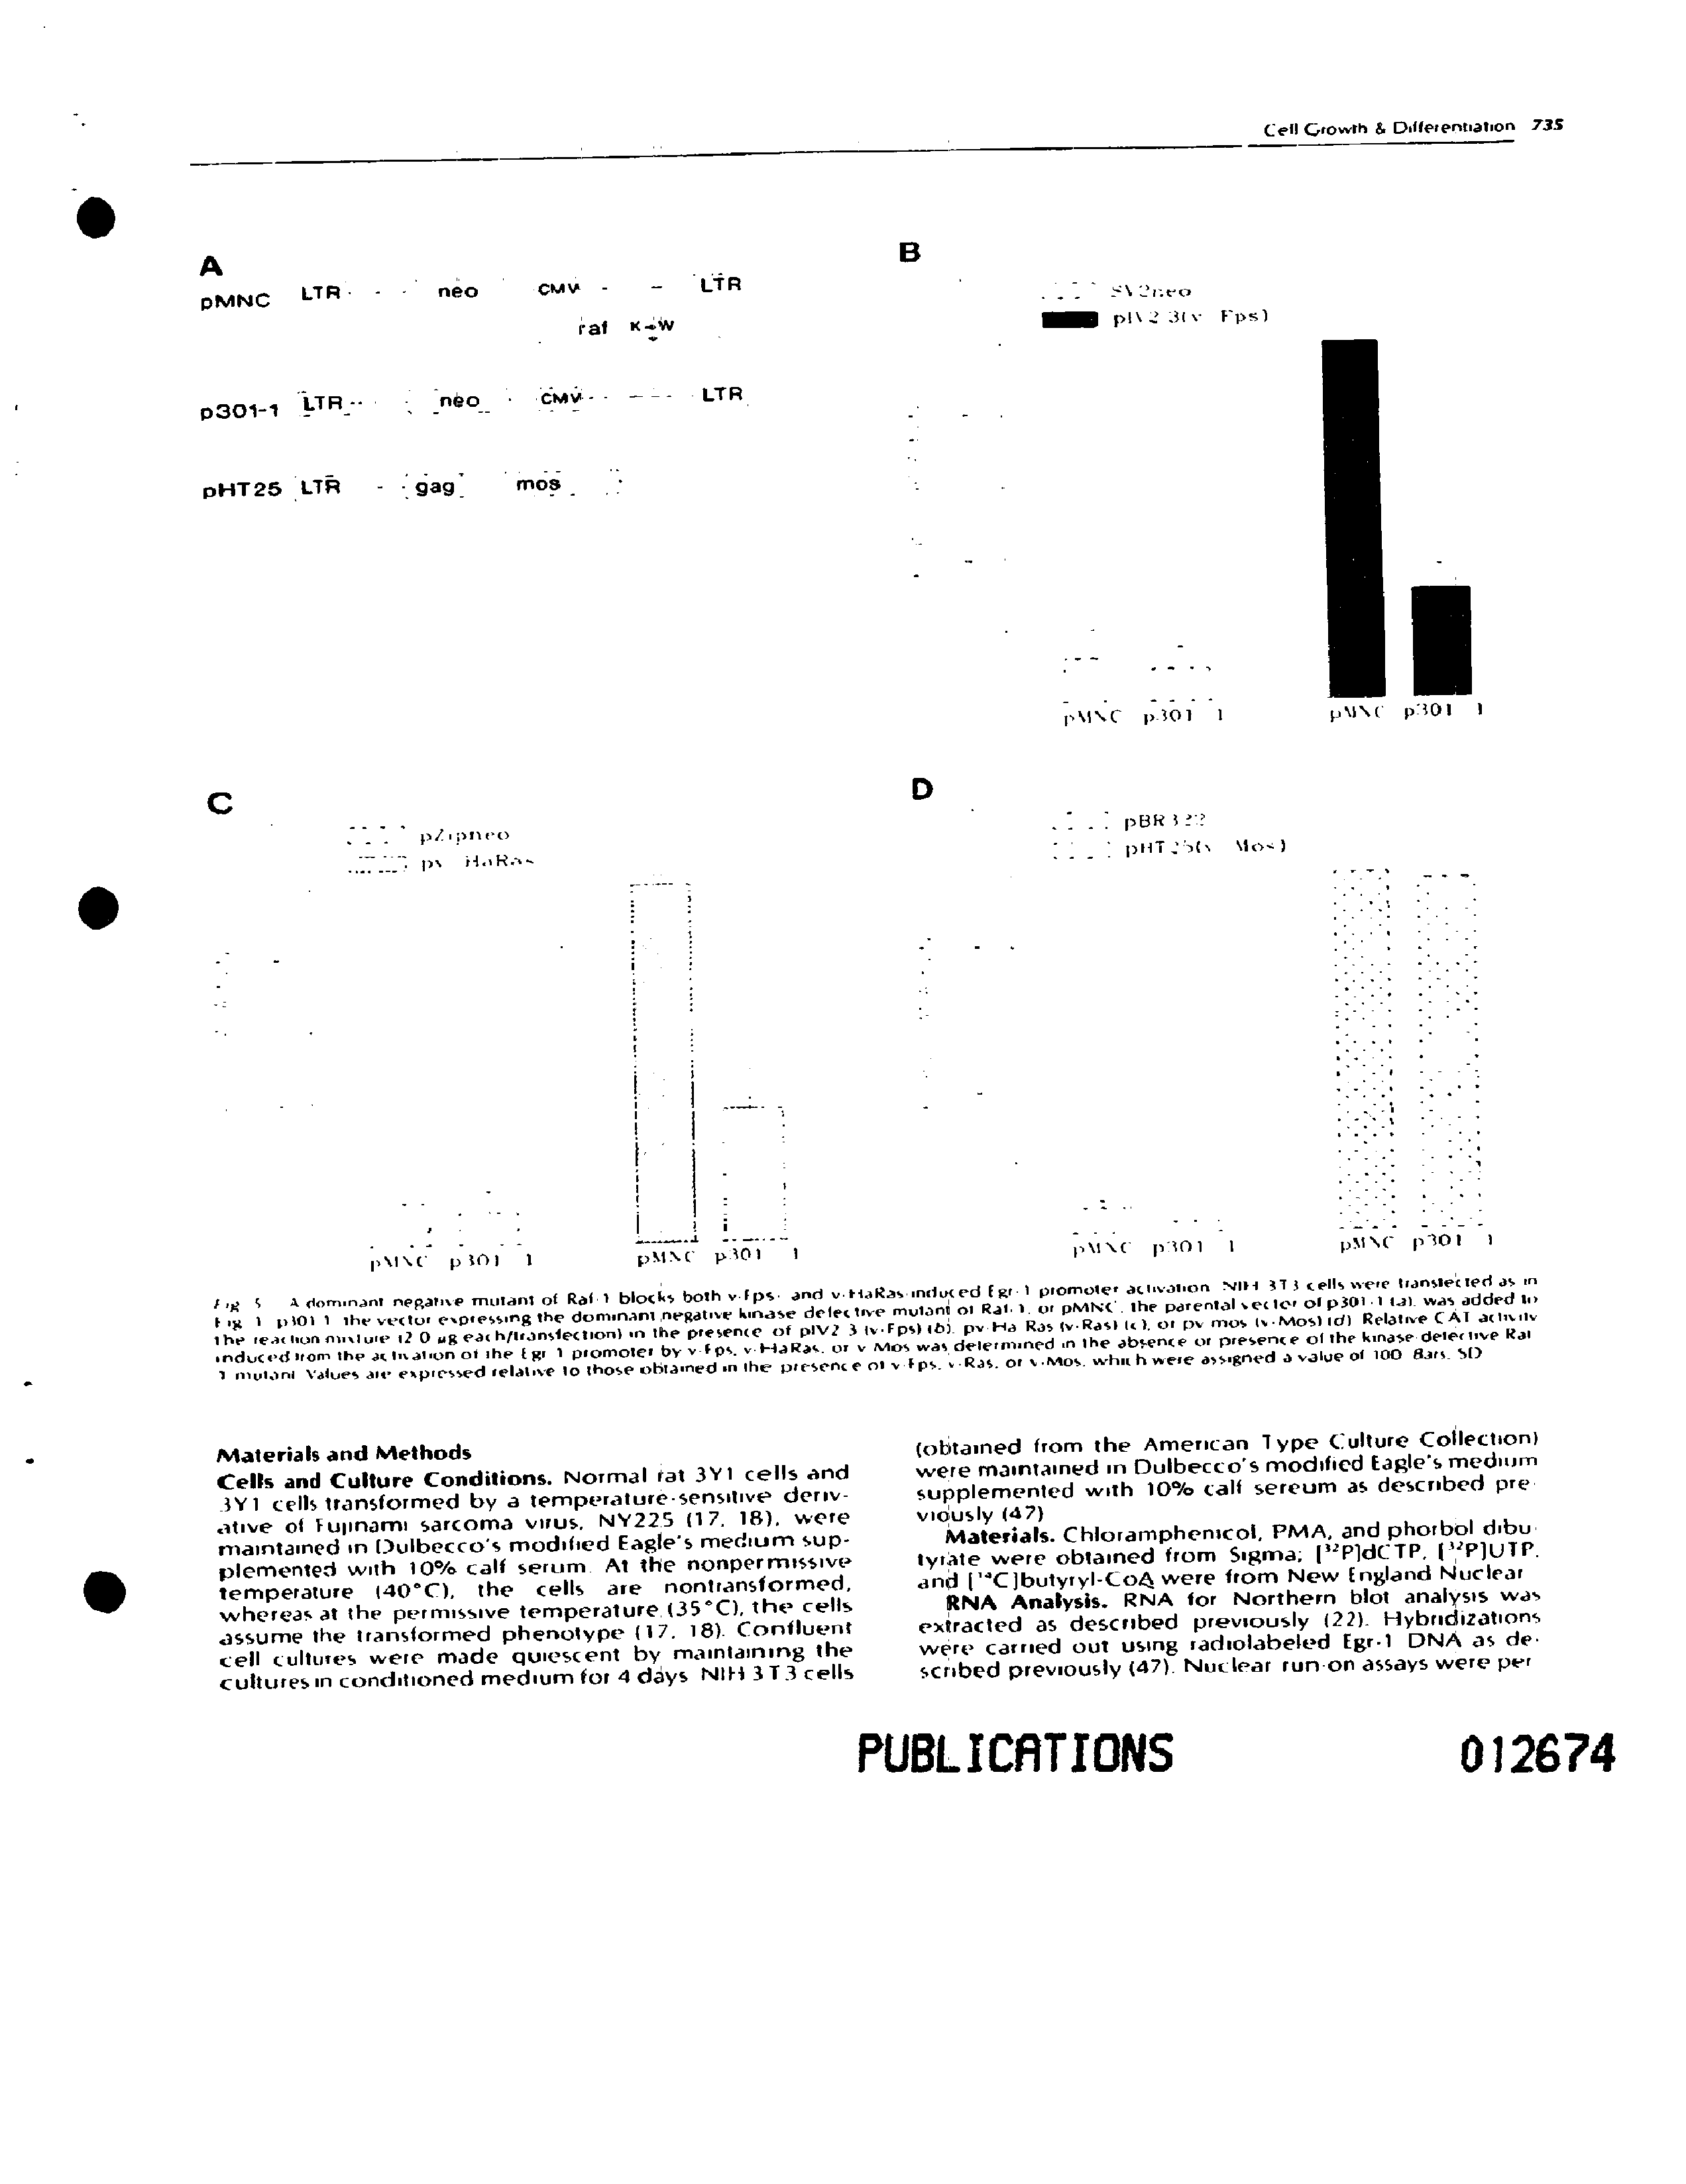 Cell Growth & Differentiation 735
A
pMNC LTR neo CMV LTR
raf K→W
p301-1 LTR neo CMV LTR
pHT25 LTR gag mos
B
SV2neo
pIV2 3(v Fps)
pMNC p301 1 pMNC p301 1
C
pZipneo
pv HaRas
pMNC p301 1 pMNC p301 1
D
pBR322
pHT25(v Mos)
pMNC p301 1 pMNC p301 1
Fig 5 A dominant negative mutant of Raf-1 blocks both v-Fps- and v-HaRas-induced Egr-1 promoter activation NIH 3T3 cells were transfected as in
Fig 1 p301 1 the vector expressing the dominant negative kinase defective mutant of Raf-1, or pMNC, the parental vector of p301-1 (a), was added to
the reaction mixture (2 0 µg each/transfection) in the presence of pIV2 3 (v-Fps) (b), pv-Ha Ras (v-Ras) (c), or pv mos (v-Mos) (d) Relative CAT activity
induced from the activation of the Egr 1 promoter by v-Fps, v-HaRas, or v Mos was determined in the absence or presence of the kinase-defective Raf
1 mutant Values are expressed relative to those obtained in the presence of v-Fps, v-Ras, or v-Mos, which were assigned a value of 100 Bars, SD
Materials and Methods
Cells and Culture Conditions. Normal rat 3Y1 cells and
3Y1 cells transformed by a temperature-sensitive deriv-
ative of Fujinami sarcoma virus, NY225 (17, 18), were
maintained in Dulbecco's modified Eagle's medium sup-
plemented with 10% calf serum. At the nonpermissive
temperature (40°C), the cells are nontransformed,
whereas at the permissive temperature (35°C), the cells
assume the transformed phenotype (17, 18). Confluent
cell cultures were made quiescent by maintaining the
cultures in conditioned medium for 4 days NIH 3T3 cells
(obtained from the American Type Culture Collection)
were maintained in Dulbecco's modified Eagle's medium
supplemented with 10% calf sereum as described pre-
viously (47)
Materials. Chloramphenicol, PMA, and phorbol dibu-
tyrate were obtained from Sigma; [³²P]dCTP, [³²P]UTP,
and [¹⁴C]butyryl-CoA were from New England Nuclear
RNA Analysis. RNA for Northern blot analysis was
extracted as described previously (22). Hybridizations
were carried out using radiolabeled Egr-1 DNA as de-
scribed previously (47). Nuclear run-on assays were per
PUBLICATIONS 012674